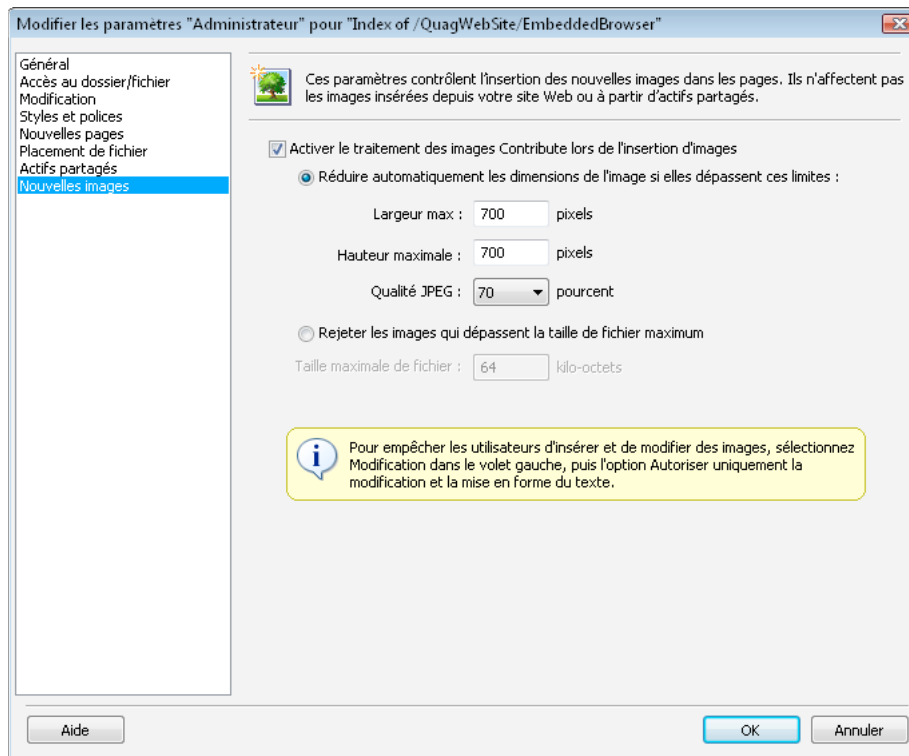 Modifier les paramètres "Administrateur" pour "Index of /QuagWebSite/EmbeddedBrowser"
Général
Accès au dossier/fichier
Modification
Styles et polices
Nouvelles pages
Placement de fichier
Actifs partagés
Nouvelles images
Ces paramètres contrôlent l'insertion des nouvelles images dans les pages. Ils n'affectent pas
les images insérées depuis votre site Web ou à partir d'actifs partagés.
Activer le traitement des images Contribute lors de l'insertion d'images
Réduire automatiquement les dimensions de l'image si elles dépassent ces limites :
Largeur max : 700 pixels
Hauteur maximale : 700 pixels
Qualité JPEG : 70 pourcent
Rejeter les images qui dépassent la taille de fichier maximum
Taille maximale de fichier : 64 kilo-octets
Pour empêcher les utilisateurs d'insérer et de modifier des images, sélectionnez
Modification dans le volet gauche, puis l'option Autoriser uniquement la
modification et la mise en forme du texte.
Aide
OK
Annuler